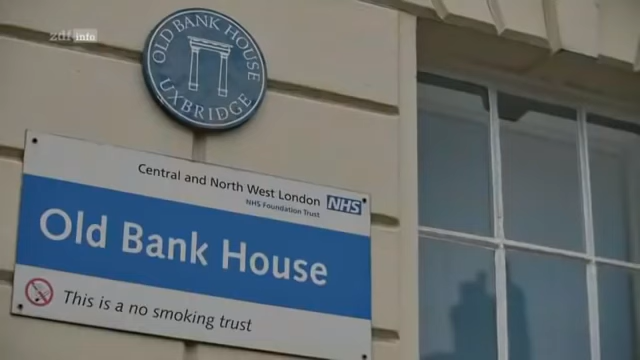 zdf.info
OLD BANK HOUSE
UXBRIDGE
Central and North West London
NHS
NHS Foundation Trust
Old Bank House
This is a no smoking trust